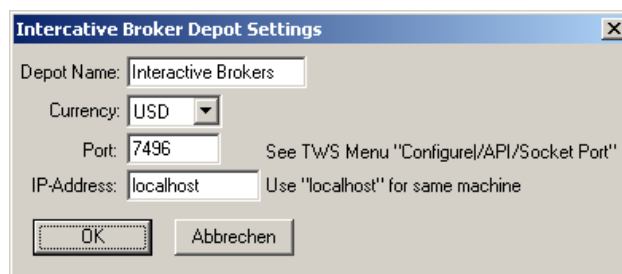 Intercative Broker Depot Settings
Depot Name: Interactive Brokers
Currency: USD
Port: 7496 See TWS Menu "Configure|/API/Socket Port"
IP-Address: localhost Use "localhost" for same machine
OK Abbrechen